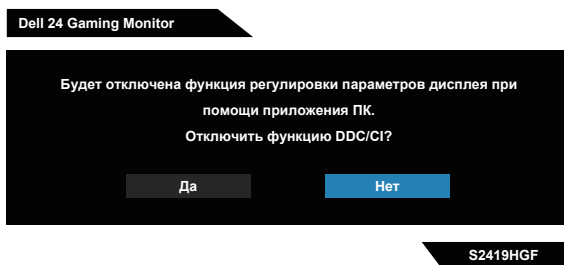 Dell 24 Gaming Monitor
Будет отключена функция регулировки параметров дисплея при
помощи приложения ПК.
Отключить функцию DDC/CI?
Да
Нет
S2419HGF